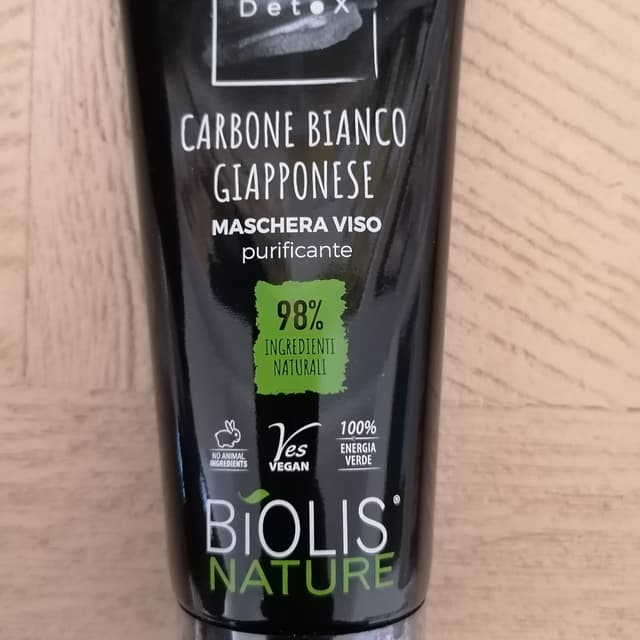 Detox
CARBONE BIANCO
GIAPPONESE
MASCHERA VISO
purificante
98%
INGREDIENTI
NATURALI
NO ANIMAL
INGREDIENTS
Yes
VEGAN
100%
ENERGIA
VERDE
BiOLIS®
NATURE